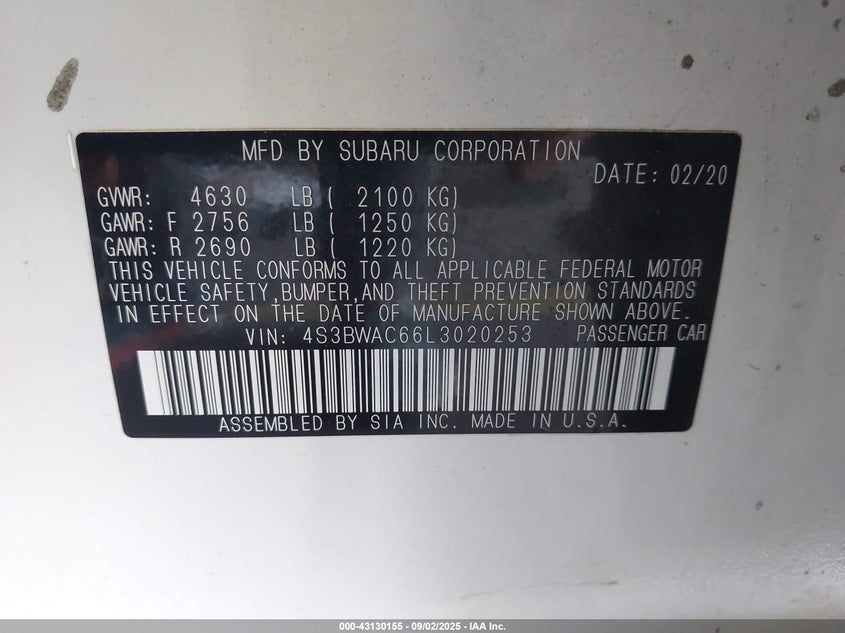 MFD BY SUBARU CORPORATION
DATE: 02/20
GVWR: 4630 LB ( 2100 KG)
GAWR: F 2756 LB ( 1250 KG)
GAWR: R 2690 LB ( 1220 KG)
THIS VEHICLE CONFORMS TO ALL APPLICABLE FEDERAL MOTOR
VEHICLE SAFETY,BUMPER,AND THEFT PREVENTION STANDARDS
IN EFFECT ON THE DATE OF MANUFACTURE SHOWN ABOVE.
VIN: 4S3BWAC66L3020253 PASSENGER CAR
ASSEMBLED BY SIA INC. MADE IN U.S.A.
000-43130155 - 09/02/2025 - IAA Inc.